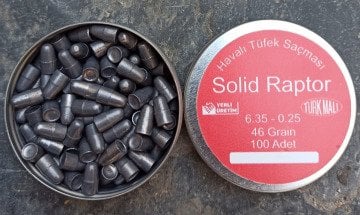 Havalı Tüfek Saçması
Solid Raptor
YERLİ
ÜRETİM
TÜRK MALI
6.35 - 0.25
46 Grain
100 Adet